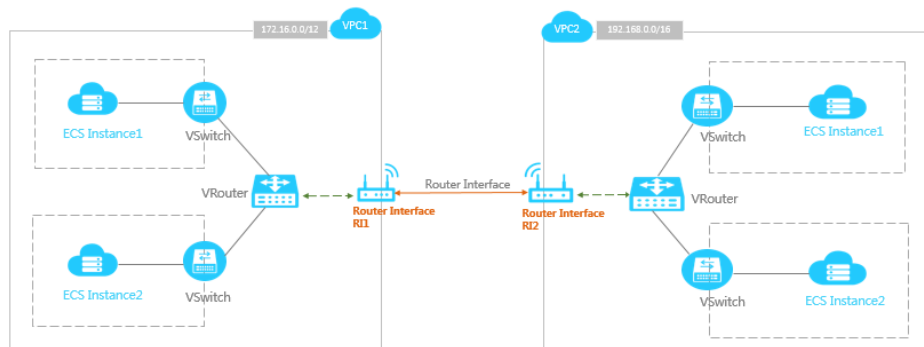 172.16.0.0/12
VPC1
VPC2
192.168.0.0/16
ECS Instance1
VSwitch
VRouter
Router Interface
RI1
ECS Instance2
VSwitch
Router Interface
Router Interface
RI2
VSwitch
ECS Instance1
VRouter
VSwitch
ECS Instance2